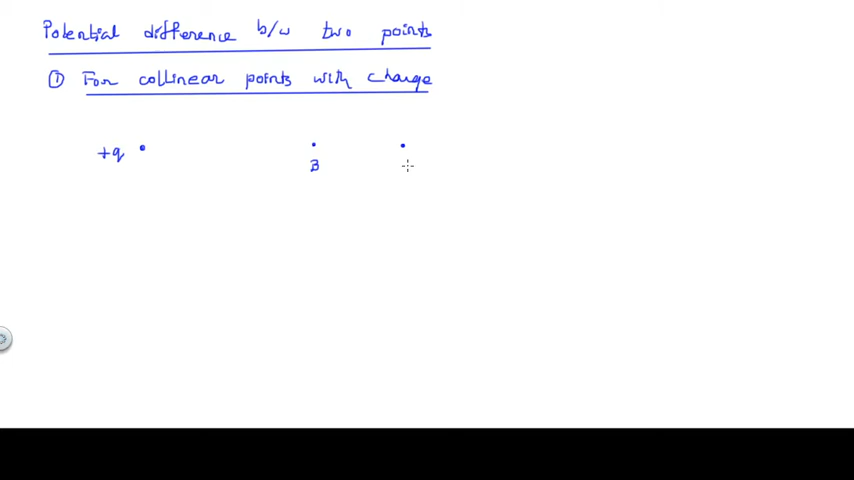 Potential difference b/w two points
① For collinear points with charge
+q
B